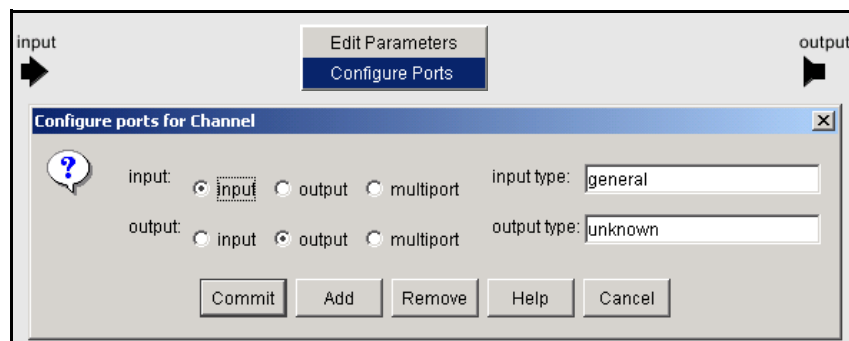 input
Edit Parameters
output
Configure Ports
Configure ports for Channel
?
input: input output multiport input type: general
output: input output multiport output type: unknown
Commit Add Remove Help Cancel